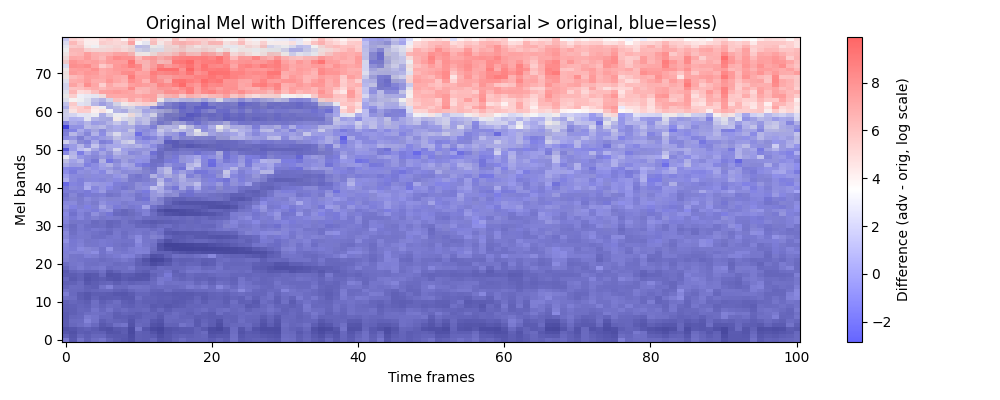 Original Mel with Differences (red=adversarial > original, blue=less)
Mel bands
70
60
50
40
30
20
10
0
0 20 40 60 80 100
Time frames
8
6
4
2
0
−2
Difference (adv - orig, log scale)